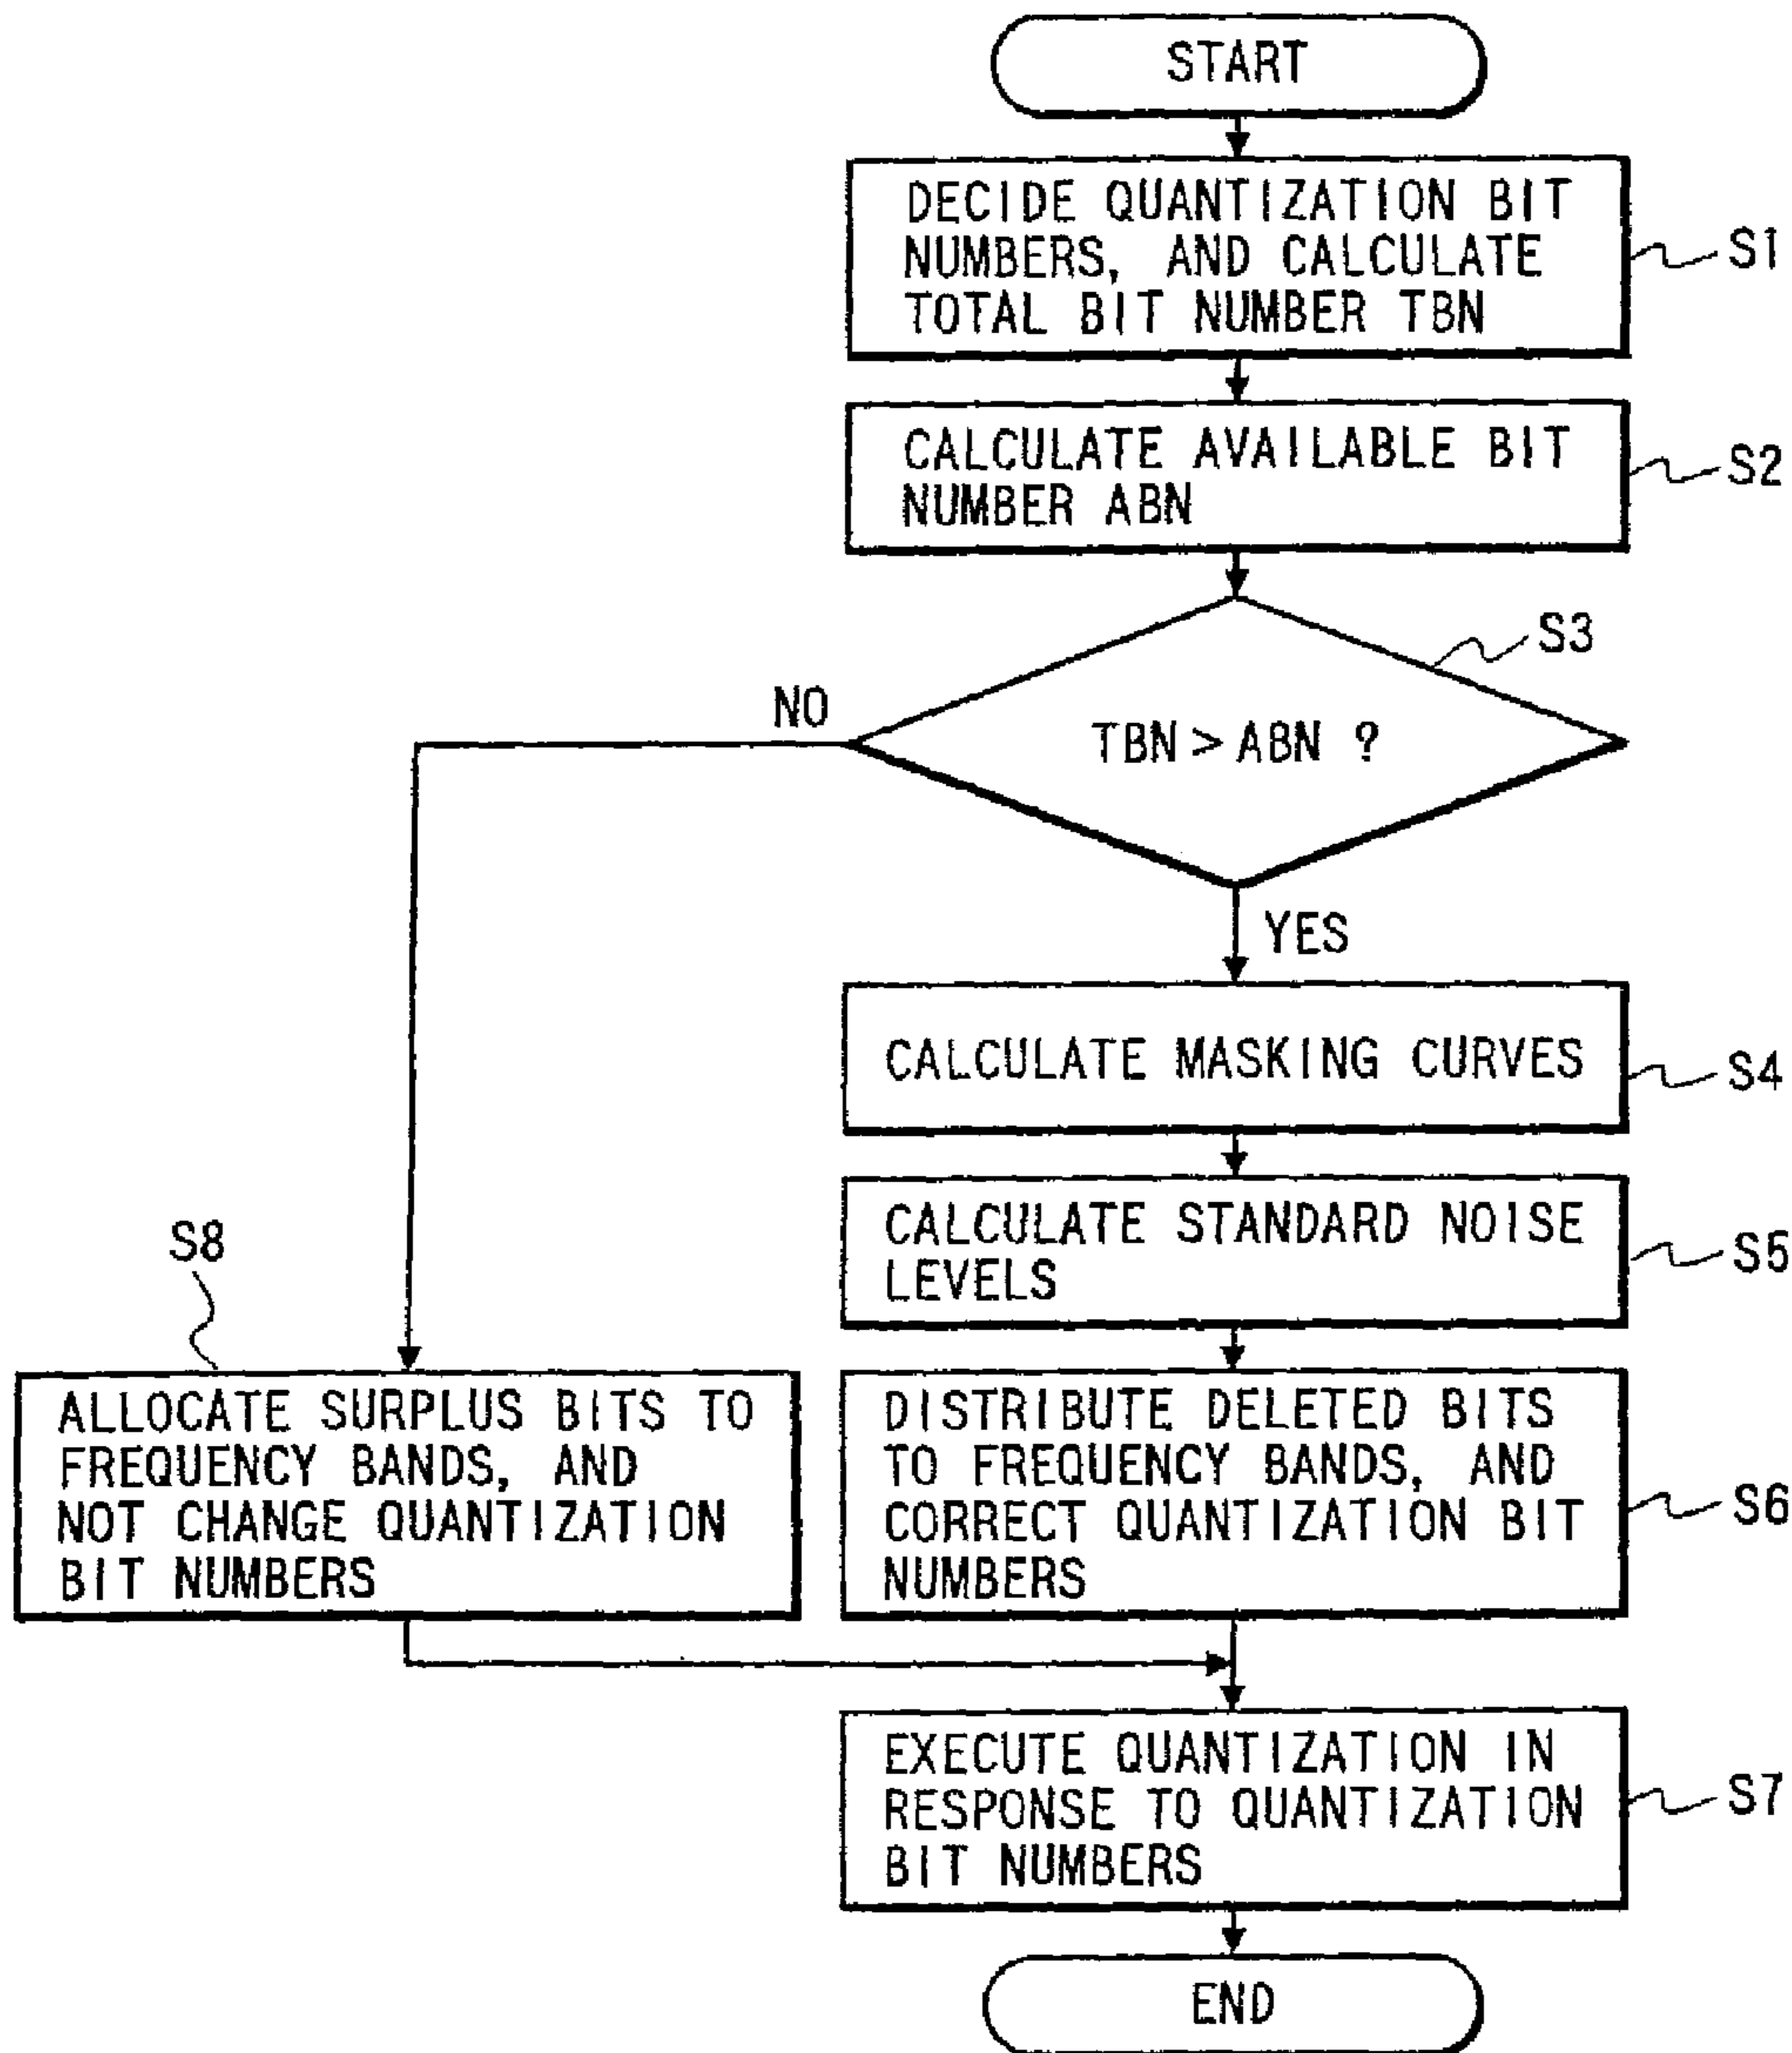 START
DECIDE QUANTIZATION BIT
NUMBERS, AND CALCULATE
TOTAL BIT NUMBER TBN
S1
CALCULATE AVAILABLE BIT
NUMBER ABN
S2
S3
TBN > ABN ?
NO
YES
CALCULATE MASKING CURVES
S4
CALCULATE STANDARD NOISE
LEVELS
S5
S8
ALLOCATE SURPLUS BITS TO
FREQUENCY BANDS, AND
NOT CHANGE QUANTIZATION
BIT NUMBERS
DISTRIBUTE DELETED BITS
TO FREQUENCY BANDS, AND
CORRECT QUANTIZATION BIT
NUMBERS
S6
EXECUTE QUANTIZATION IN
RESPONSE TO QUANTIZATION
BIT NUMBERS
S7
END